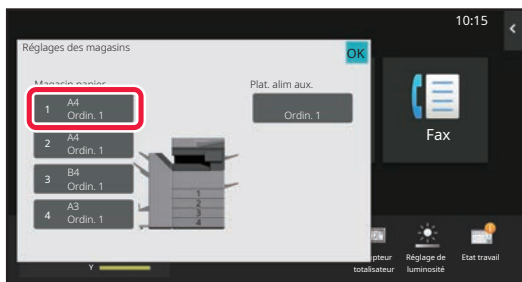 10:15
Réglages des magasins
OK
Magasin papier
Plat. alim aux.
1 A4
Ordin. 1
Ordin. 1
2 A4
Ordin. 1
3 B4
Ordin. 1
4 A3
Ordin. 1
1
2
3
4
Fax
totalisateur
Réglage de
luminosité
Etat travail
Y